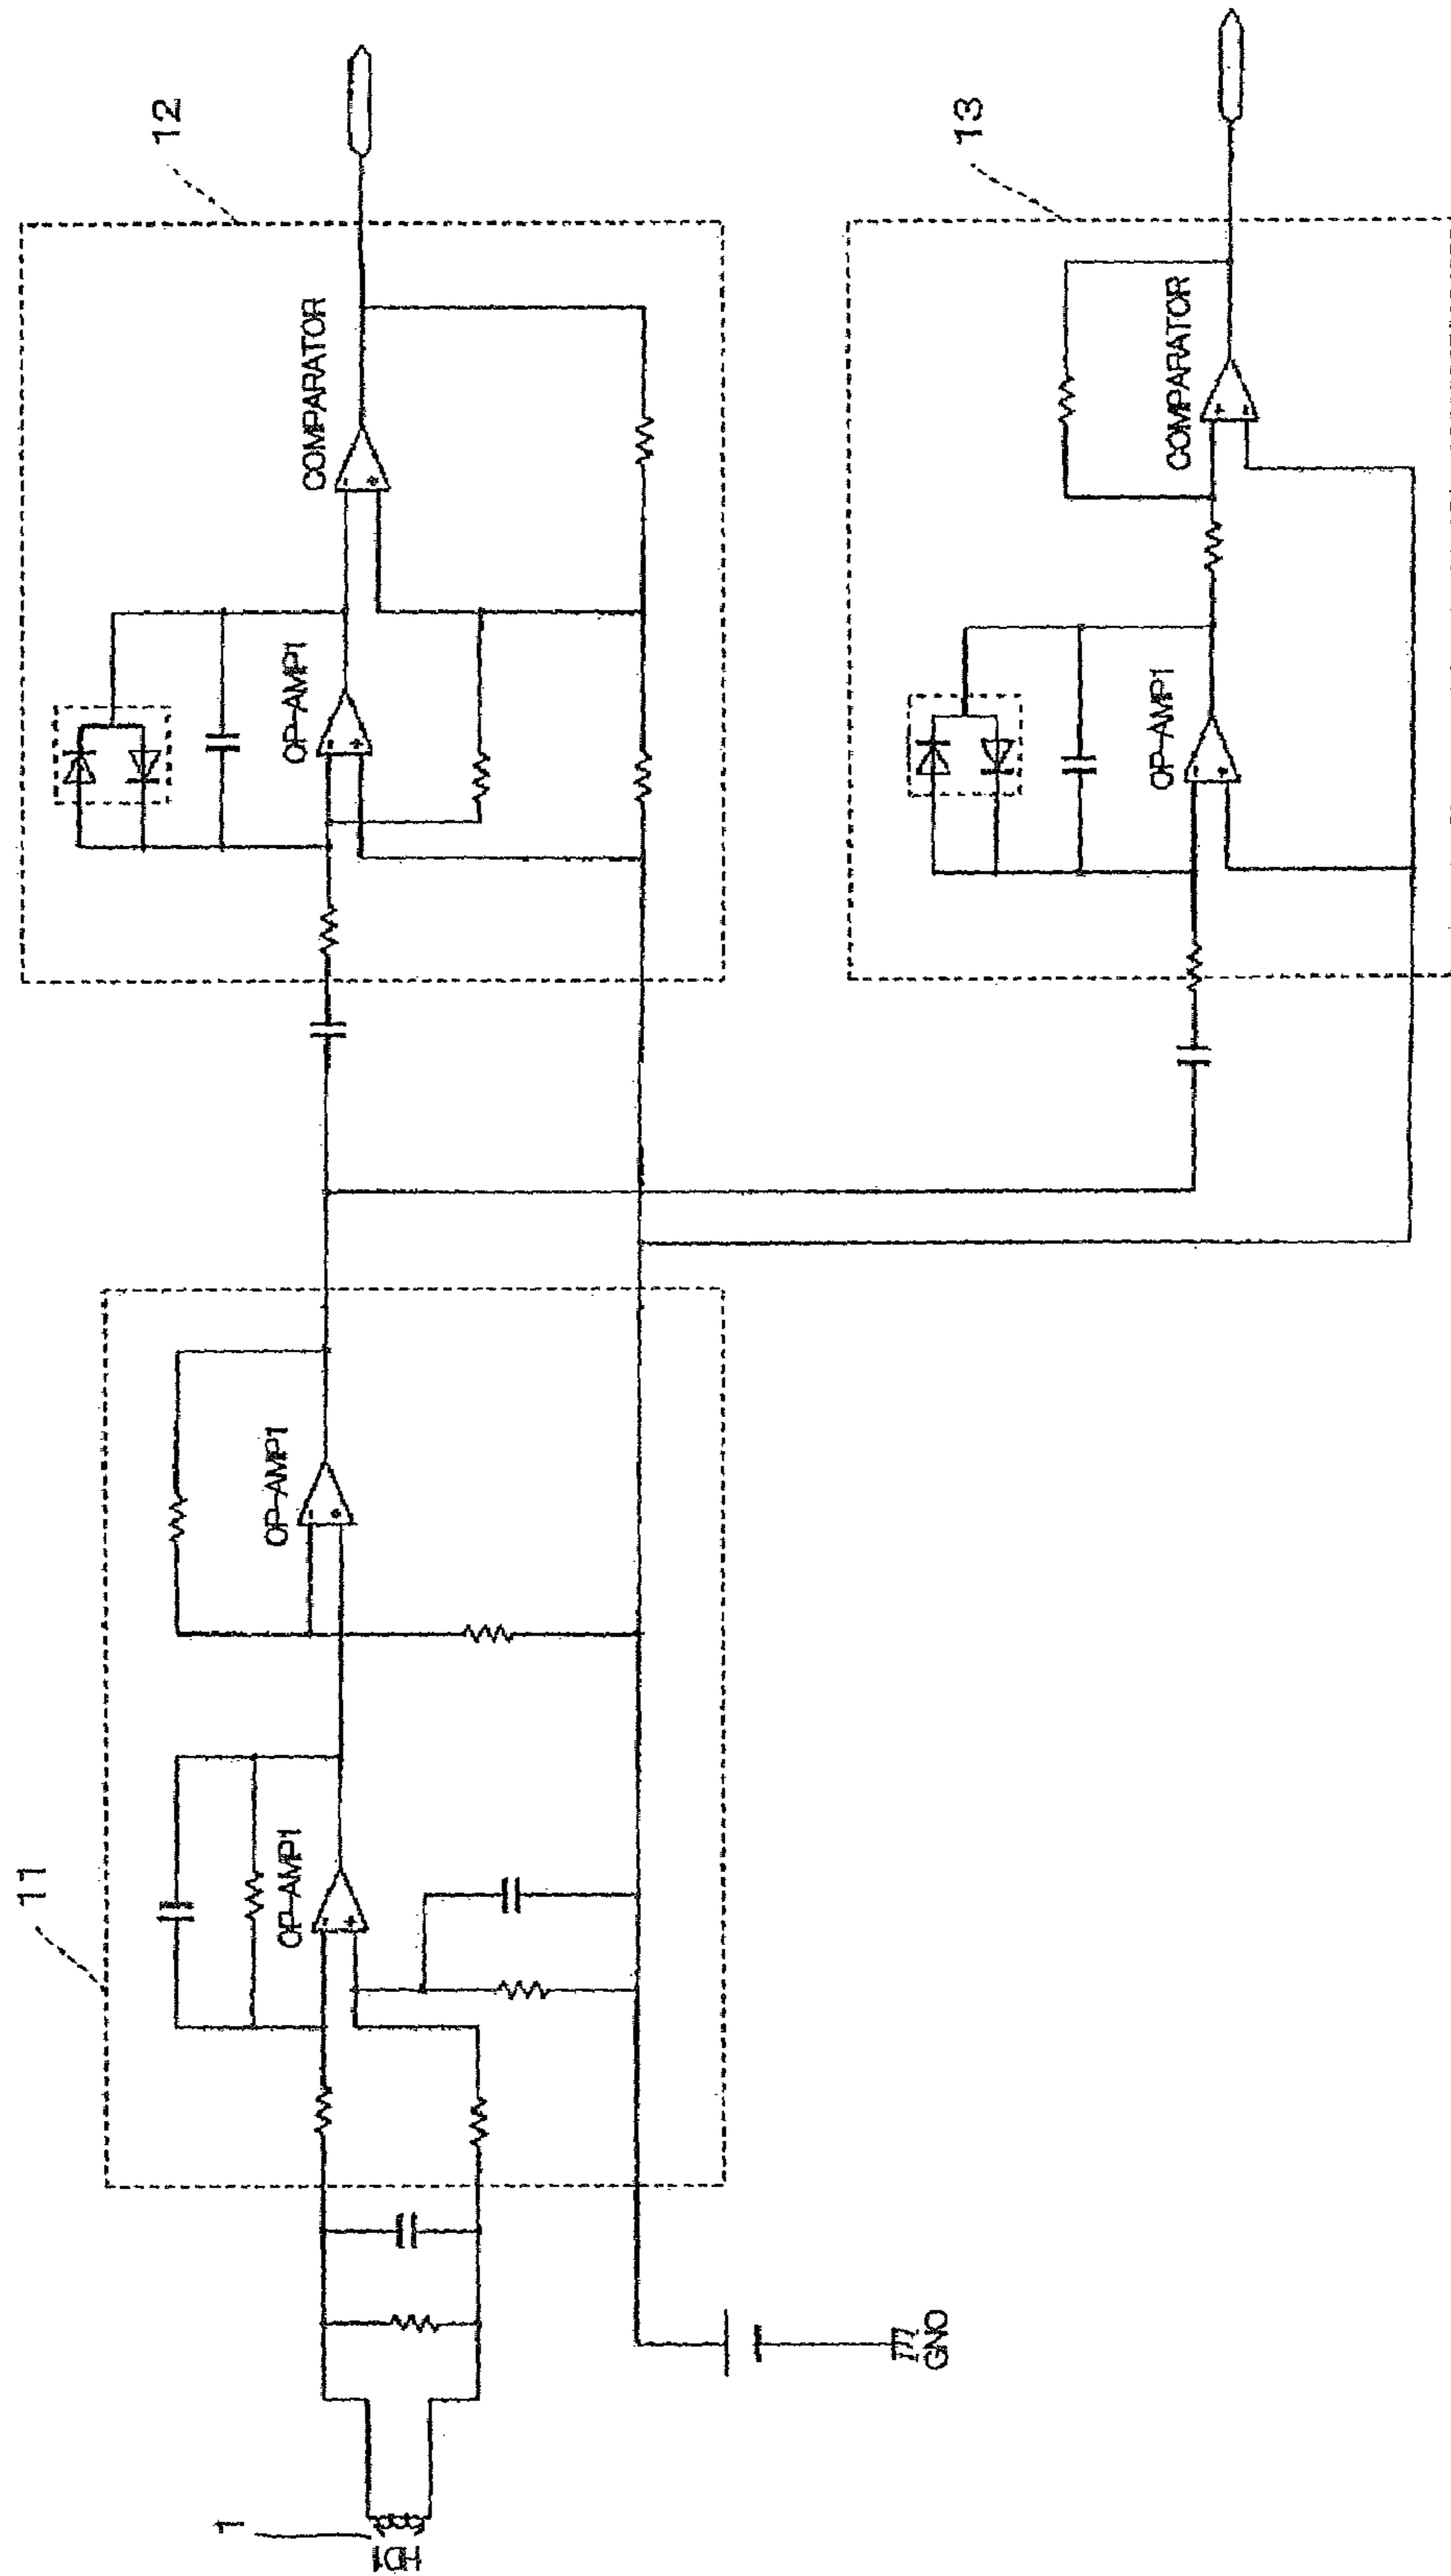 1
HD1
11
OP-AMP1
OP-AMP1
GND
12
OP-AMP1
COMPARATOR
13
OP-AMP1
COMPARATOR